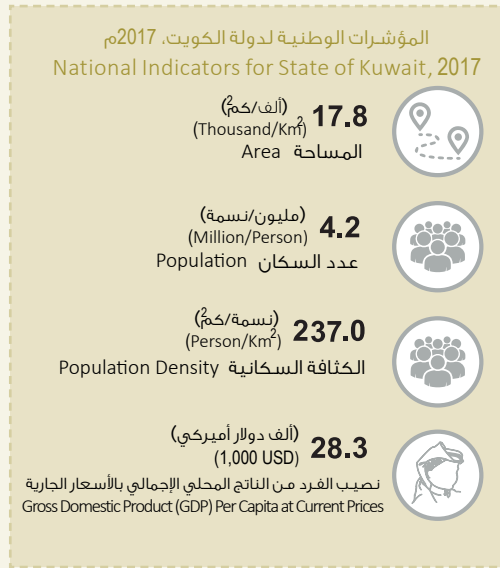 المؤشرات الوطنية لدولة الكويت، 2017م
National Indicators for State of Kuwait, 2017
17.8 (ألف/كم²)
(Thousand/Km²)
المساحة Area
4.2 (مليون/نسمة)
(Million/Person)
عدد السكان Population
237.0 (نسمة/كم²)
(Person/Km²)
الكثافة السكانية Population Density
28.3 (ألف دولار أميركي)
(1,000 USD)
نصيب الفرد من الناتج المحلي الإجمالي بالأسعار الجارية
Gross Domestic Product (GDP) Per Capita at Current Prices